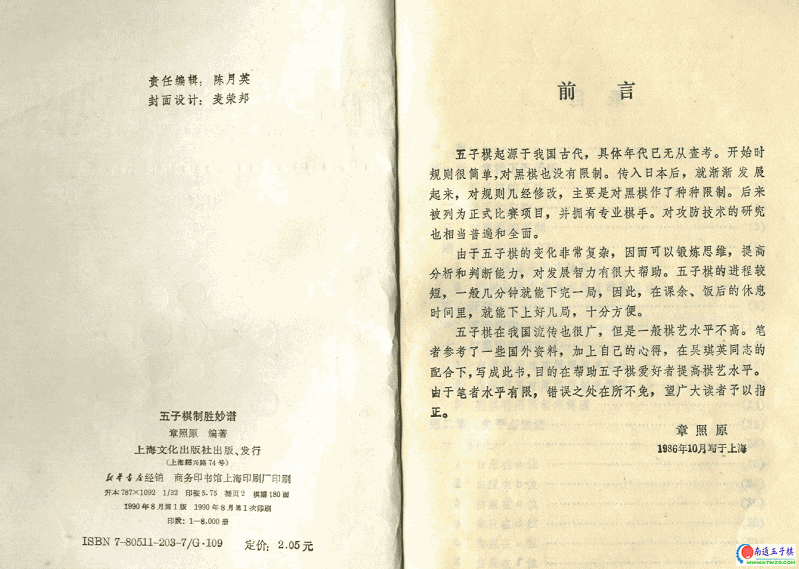 责任编辑：陈月英
封面设计：麦荣邦
五子棋制胜妙谱
章照原 编著
上海文化出版社出版、发行
（上海绍兴路74号）
新华书店经销 商务印书馆上海印刷厂印刷
开本 787×1092 1/32 印张5.75 插页2 棋谱180面
1990年8月第1版 1990年8月第1次印刷
印数：1—8,000册
ISBN 7-80511-203-7/G·109 定价：2.05元
前言
五子棋起源于我国古代，具体年代已无从查考。开始时
规则很简单，对黑棋也没有限制。传入日本后，就渐渐发展
起来，对规则几经修改，主要是对黑棋作了种种限制。后来
被列为正式比赛项目，并拥有专业棋手。对攻防技术的研究
也相当普遍和全面。
由于五子棋的变化非常复杂，因而可以锻炼思维，提高
分析和判断能力，对发展智力有很大帮助。五子棋的进程较
短，一般几分钟就能下完一局，因此，在课余、饭后的休息
时间里，就能下上好几局，十分方便。
五子棋在我国流传也很广，但是一般棋艺水平不高。笔
者参考了一些国外资料，加上自己的心得，在吴琪英同志的
配合下，写成此书，目的在帮助五子棋爱好者提高棋艺水平。
由于笔者水平有限，错误之处在所不免，望广大读者予以指
正。
章照原
1986年10月写于上海
南通五子棋
WWW.NTWZQ.COM